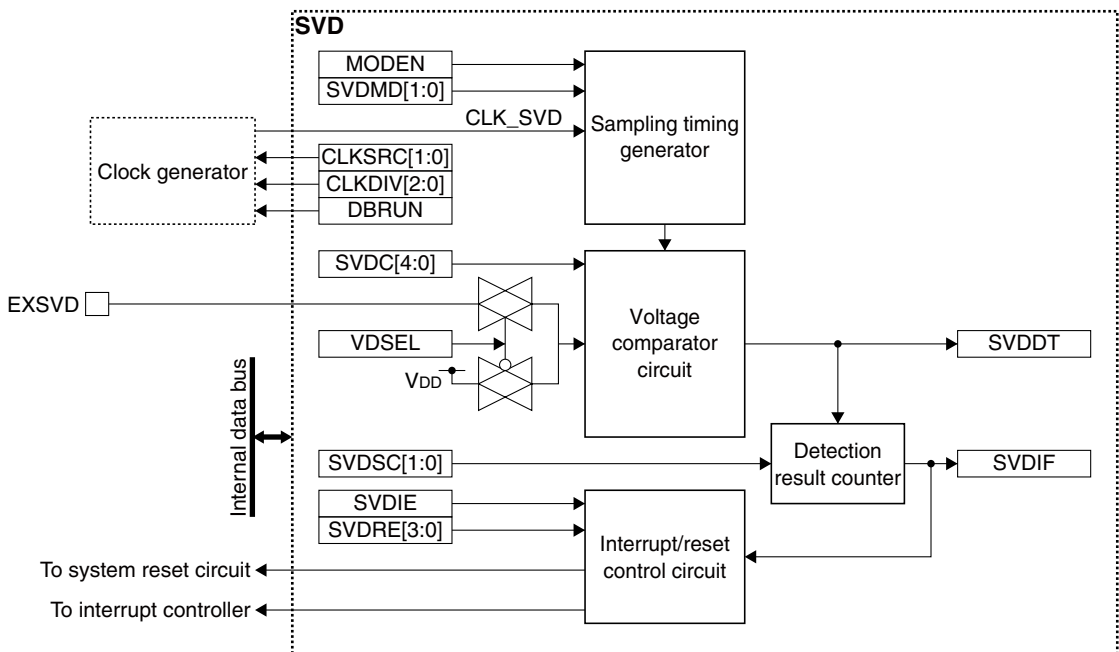 SVD
MODEN
SVDMD[1:0]
CLK_SVD
Sampling timing
generator
Clock generator
CLKSRC[1:0]
CLKDIV[2:0]
DBRUN
SVDC[4:0]
EXSVD
VDSEL
VDD
Voltage
comparator
circuit
SVDDT
Internal data bus
SVDSC[1:0]
Detection
result counter
SVDIF
SVDIE
SVDRE[3:0]
Interrupt/reset
control circuit
To system reset circuit
To interrupt controller